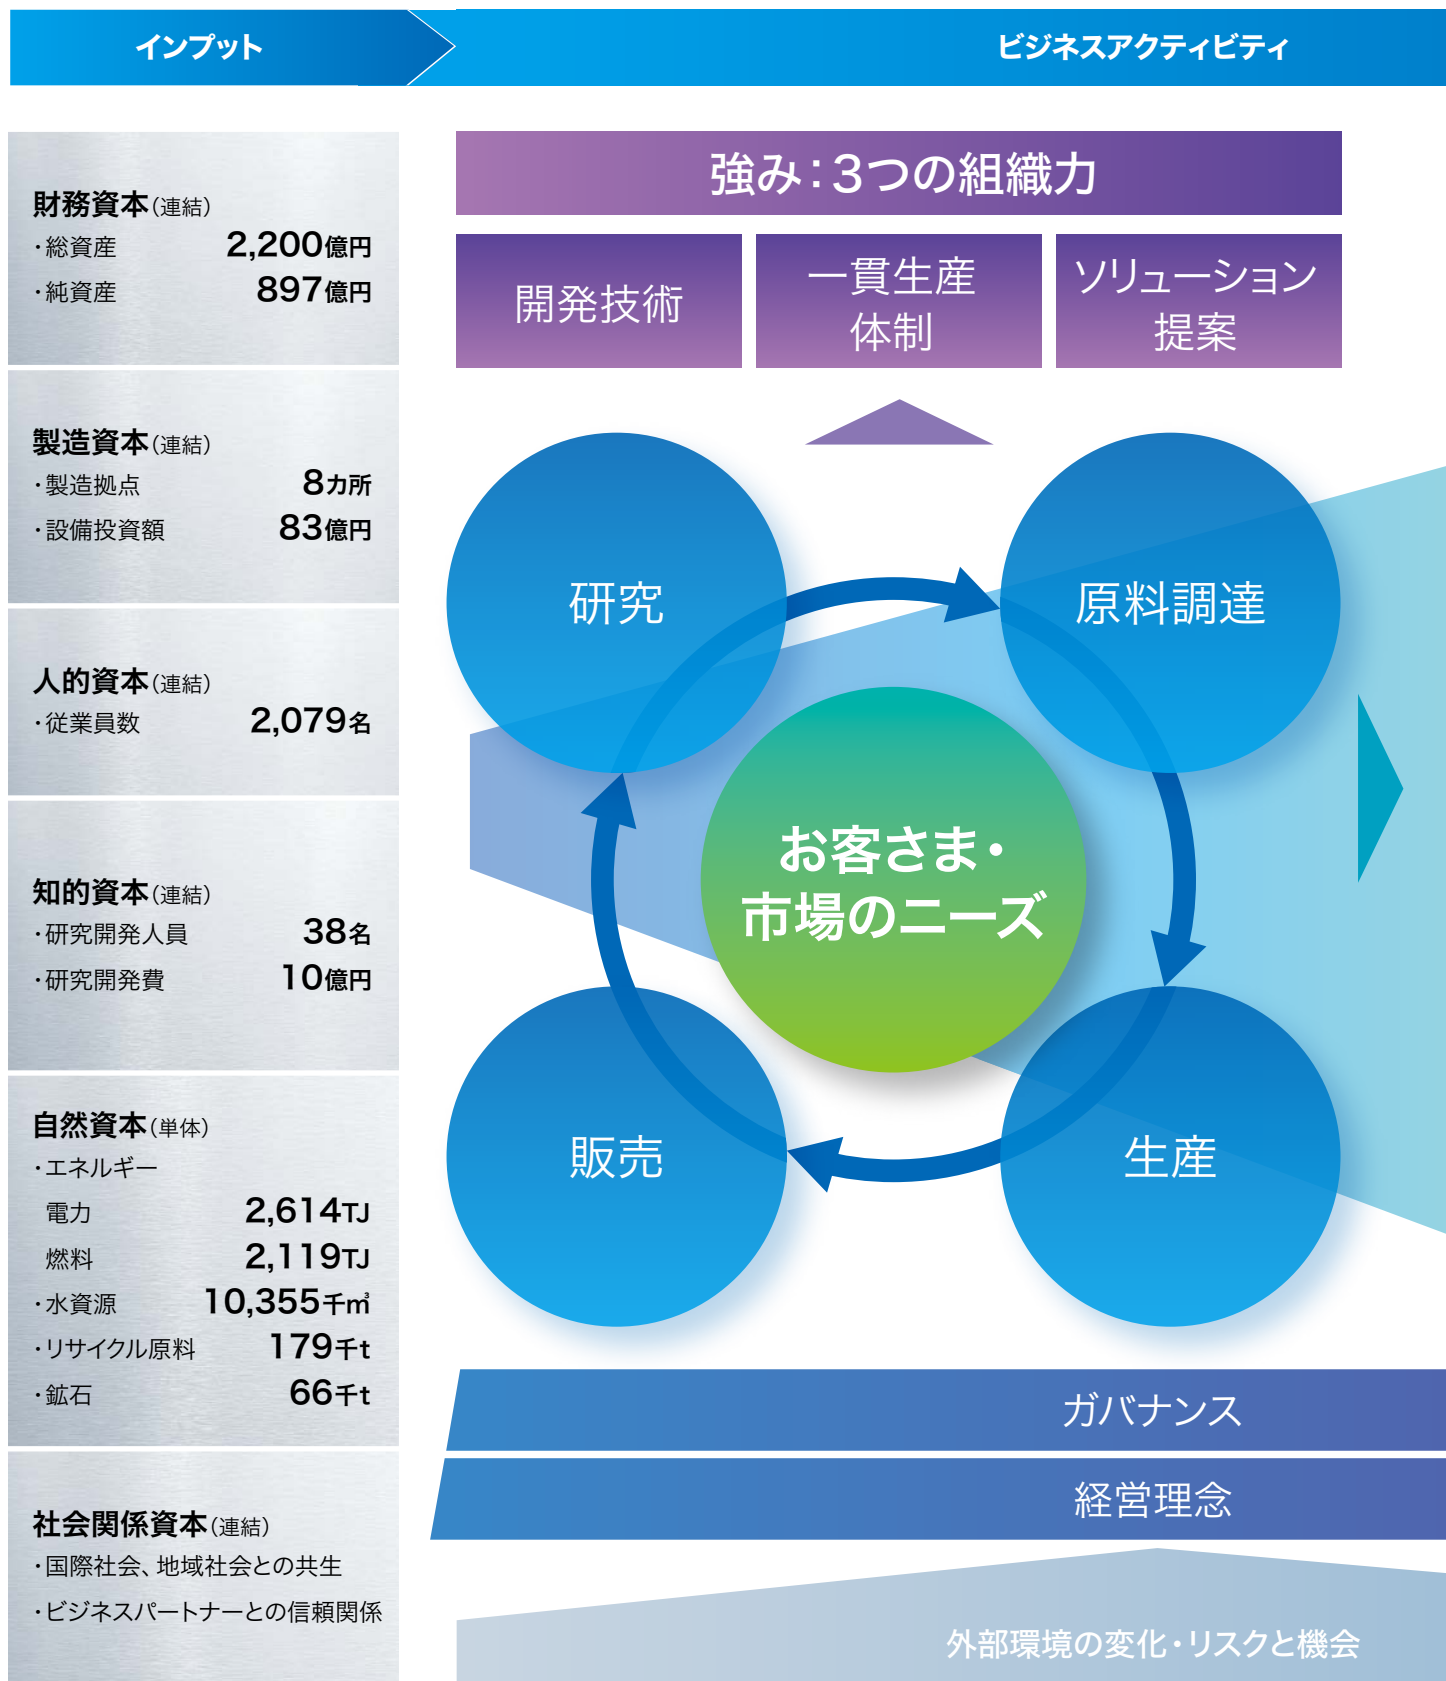 インプット
ビジネスアクティビティ
財務資本（連結）
・総資産 2,200億円
・純資産 897億円
製造資本（連結）
・製造拠点 8カ所
・設備投資額 83億円
人的資本（連結）
・従業員数 2,079名
知的資本（連結）
・研究開発人員 38名
・研究開発費 10億円
自然資本（単体）
・エネルギー
電力 2,614TJ
燃料 2,119TJ
・水資源 10,355千㎥
・リサイクル原料 179千t
・鉱石 66千t
社会関係資本（連結）
・国際社会、地域社会との共生
・ビジネスパートナーとの信頼関係
強み：3つの組織力
開発技術
一貫生産
体制
ソリューション
提案
研究
原料調達
お客さま・
市場のニーズ
販売
生産
ガバナンス
経営理念
外部環境の変化・リスクと機会